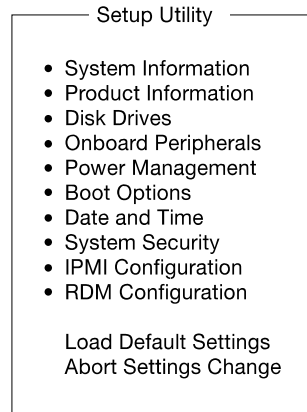 Setup Utility
• System Information
• Product Information
• Disk Drives
• Onboard Peripherals
• Power Management
• Boot Options
• Date and Time
• System Security
• IPMI Configuration
• RDM Configuration
Load Default Settings
Abort Settings Change